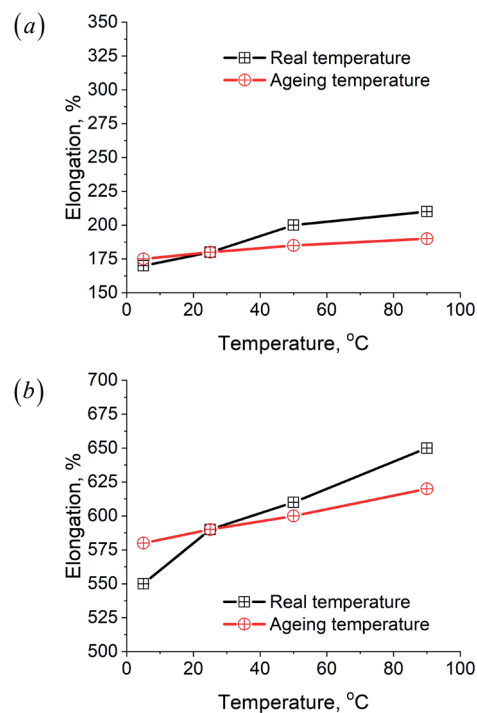 (a)
350
325
300
275
250
225
200
175
150
Elongation, %
Real temperature
Ageing temperature
0 20 40 60 80 100
Temperature, °C
(b)
700
675
650
625
600
575
550
525
500
Elongation, %
Real temperature
Ageing temperature
0 20 40 60 80 100
Temperature, °C